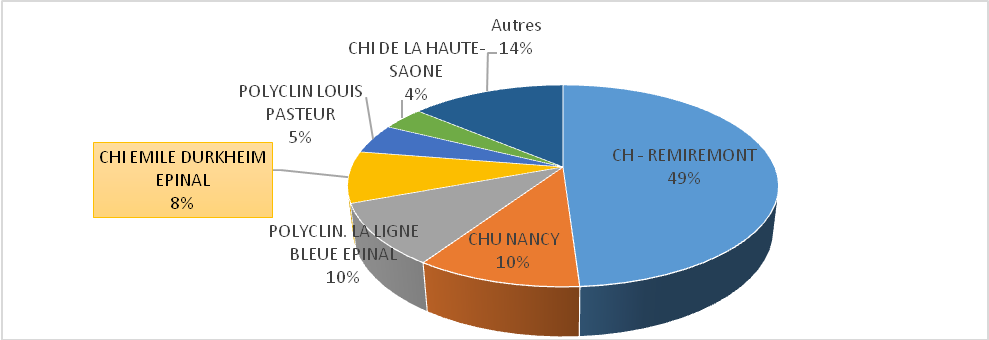 Autres
14%
CHI DE LA HAUTE-
SAONE
4%
POLYCLIN LOUIS
PASTEUR
5%
CHI EMILE DURKHEIM
EPINAL
8%
POLYCLIN. LA LIGNE
BLEUE EPINAL
10%
CHU NANCY
10%
CH - REMIREMONT
49%